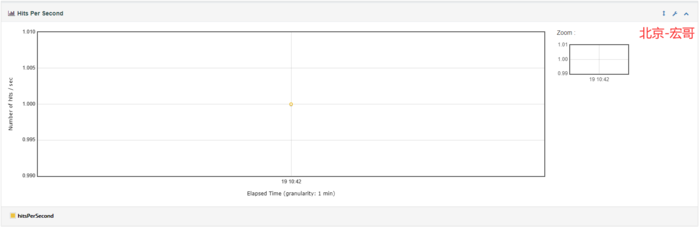 Hits Per Second
Zoom :
北京-宏哥
1.010
1.005
1.000
0.995
0.990
Number of hits / sec
19 10:42
Elapsed Time (granularity: 1 min)
1.01
1.00
0.99
19 10:42
hitsPerSecond